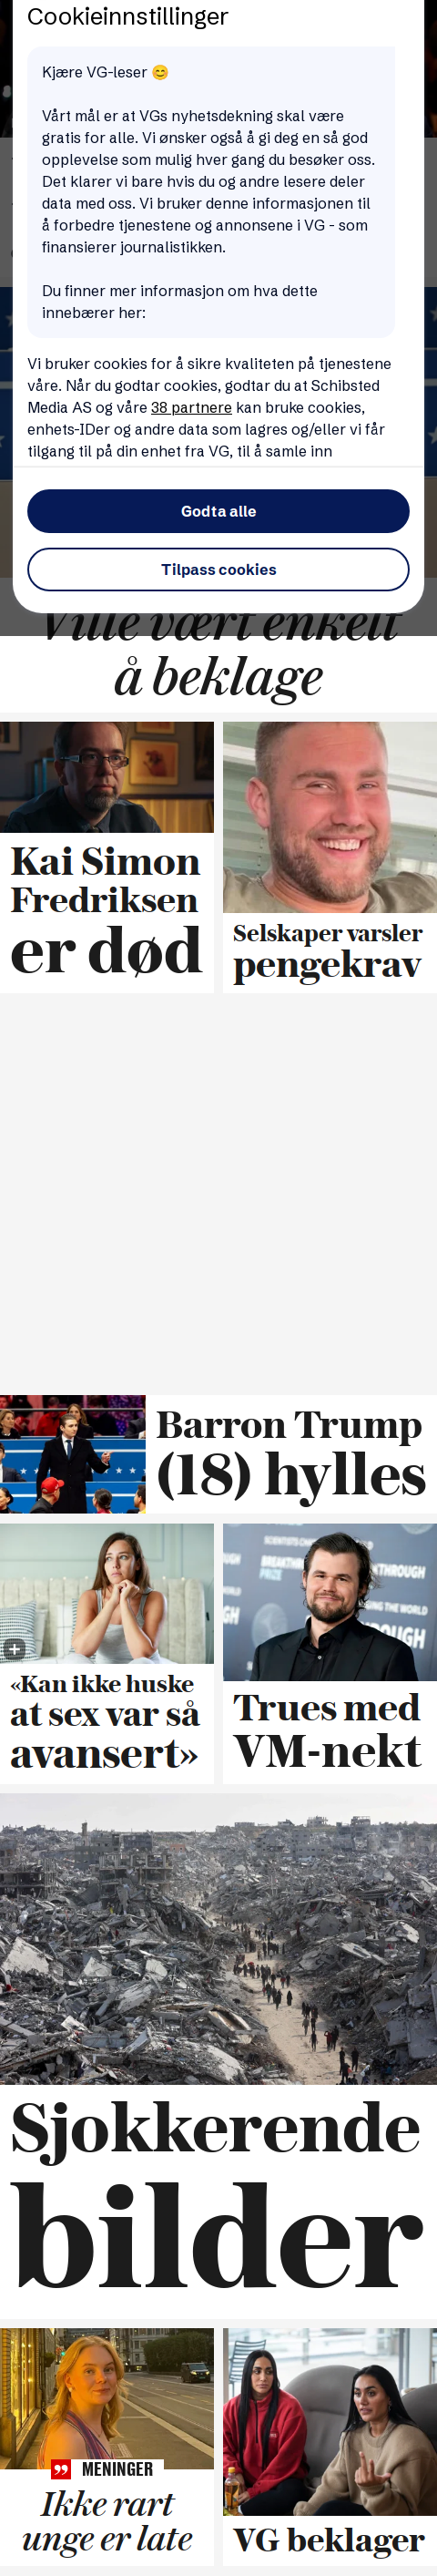 Cookieinnstillinger
Kjære VG-leser 😊
Vårt mål er at VGs nyhetsdekning skal være
gratis for alle. Vi ønsker også å gi deg en så god
opplevelse som mulig hver gang du besøker oss.
Det klarer vi bare hvis du og andre lesere deler
data med oss. Vi bruker denne informasjonen til
å forbedre tjenestene og annonsene i VG - som
finansierer journalistikken.
Du finner mer informasjon om hva dette
innebærer her:
Vi bruker cookies for å sikre kvaliteten på tjenestene
våre. Når du godtar cookies, godtar du at Schibsted
Media AS og våre 38 partnere kan bruke cookies,
enhets-IDer og andre data som lagres og/eller vi får
tilgang til på din enhet fra VG, til å samle inn
Godta alle
Tilpass cookies
Ville vært enkelt
å beklage
Kai Simon
Fredriksen
er død
Selskaper varsler
pengekrav
Barron Trump
(18) hylles
«Kan ikke huske
at sex var så
avansert»
Trues med
VM-nekt
Sjokkerende
bilder
MENINGER
Ikke rart
unge er late
VG beklager